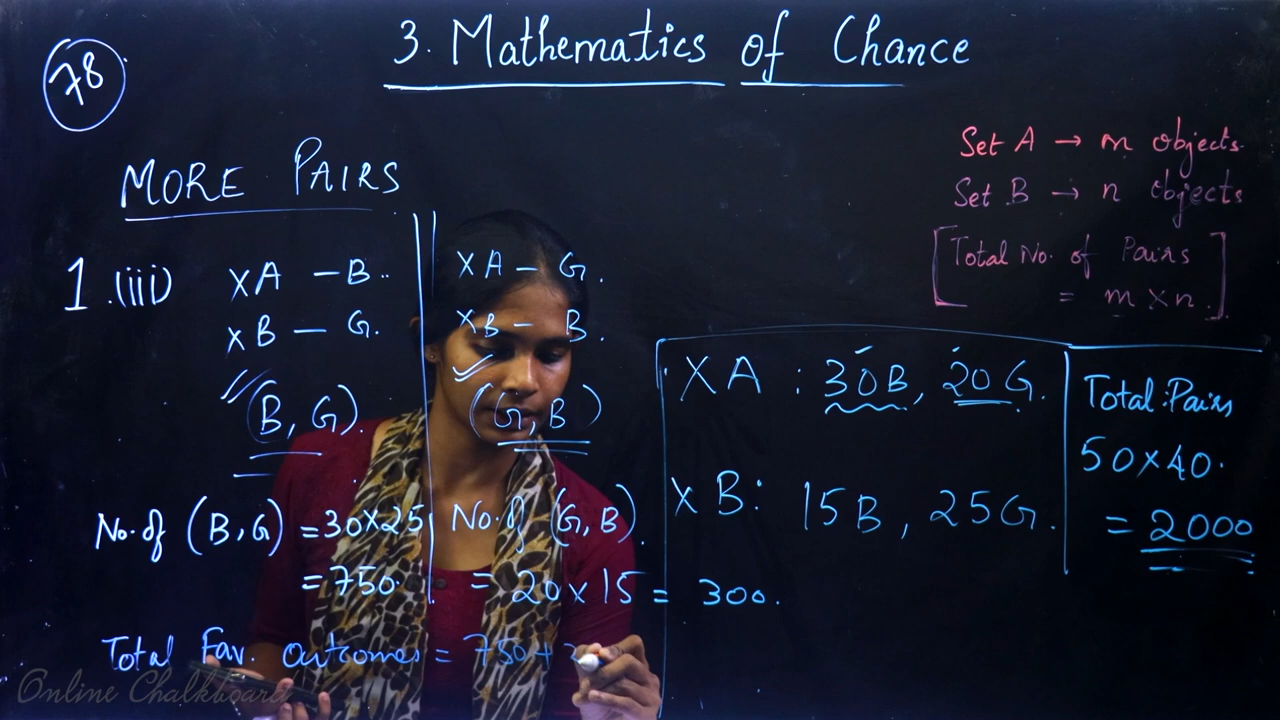 3. Mathematics of Chance
78
MORE PAIRS
Set A → m objects.
Set B → n objects
[Total No. of Pairs
= m × n.]
1.(iii) XA – B..
XB – G.
(B, G).
XA – G.
XB – B.
(G, B)
No. of (B, G) = 30×25
= 750.
No. of (G, B).
= 20 × 15 = 300.
Total Fav. outcomes = 750 +
XA : 30B, 20G.
XB: 15B, 25G.
Total Pairs
50×40.
= 2000
Online Chalkboard